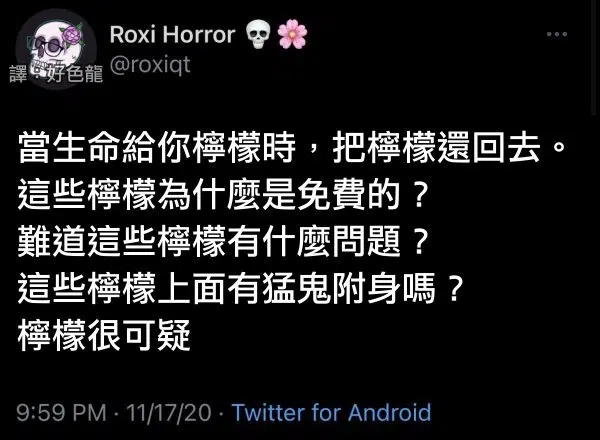 Roxi Horror 💀🌸
@roxiqt
譯：好色龍
當生命給你檸檬時，把檸檬還回去。
這些檸檬為什麼是免費的？
難道這些檸檬有什麼問題？
這些檸檬上面有猛鬼附身嗎？
檸檬很可疑
9:59 PM · 11/17/20 · Twitter for Android